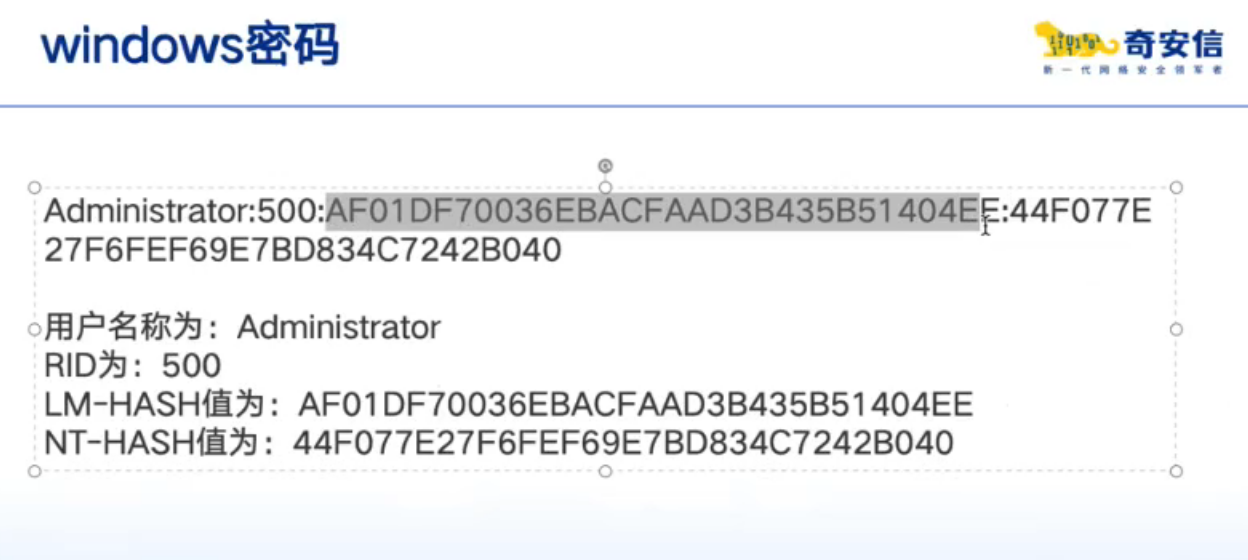 windows密码
奇安信
新一代网络安全领军者
Administrator:500:AF01DF70036EBACFAAD3B435B51404EE:44F077E
27F6FEF69E7BD834C7242B040
用户名称为：Administrator
RID为：500
LM-HASH值为：AF01DF70036EBACFAAD3B435B51404EE
NT-HASH值为：44F077E27F6FEF69E7BD834C7242B040